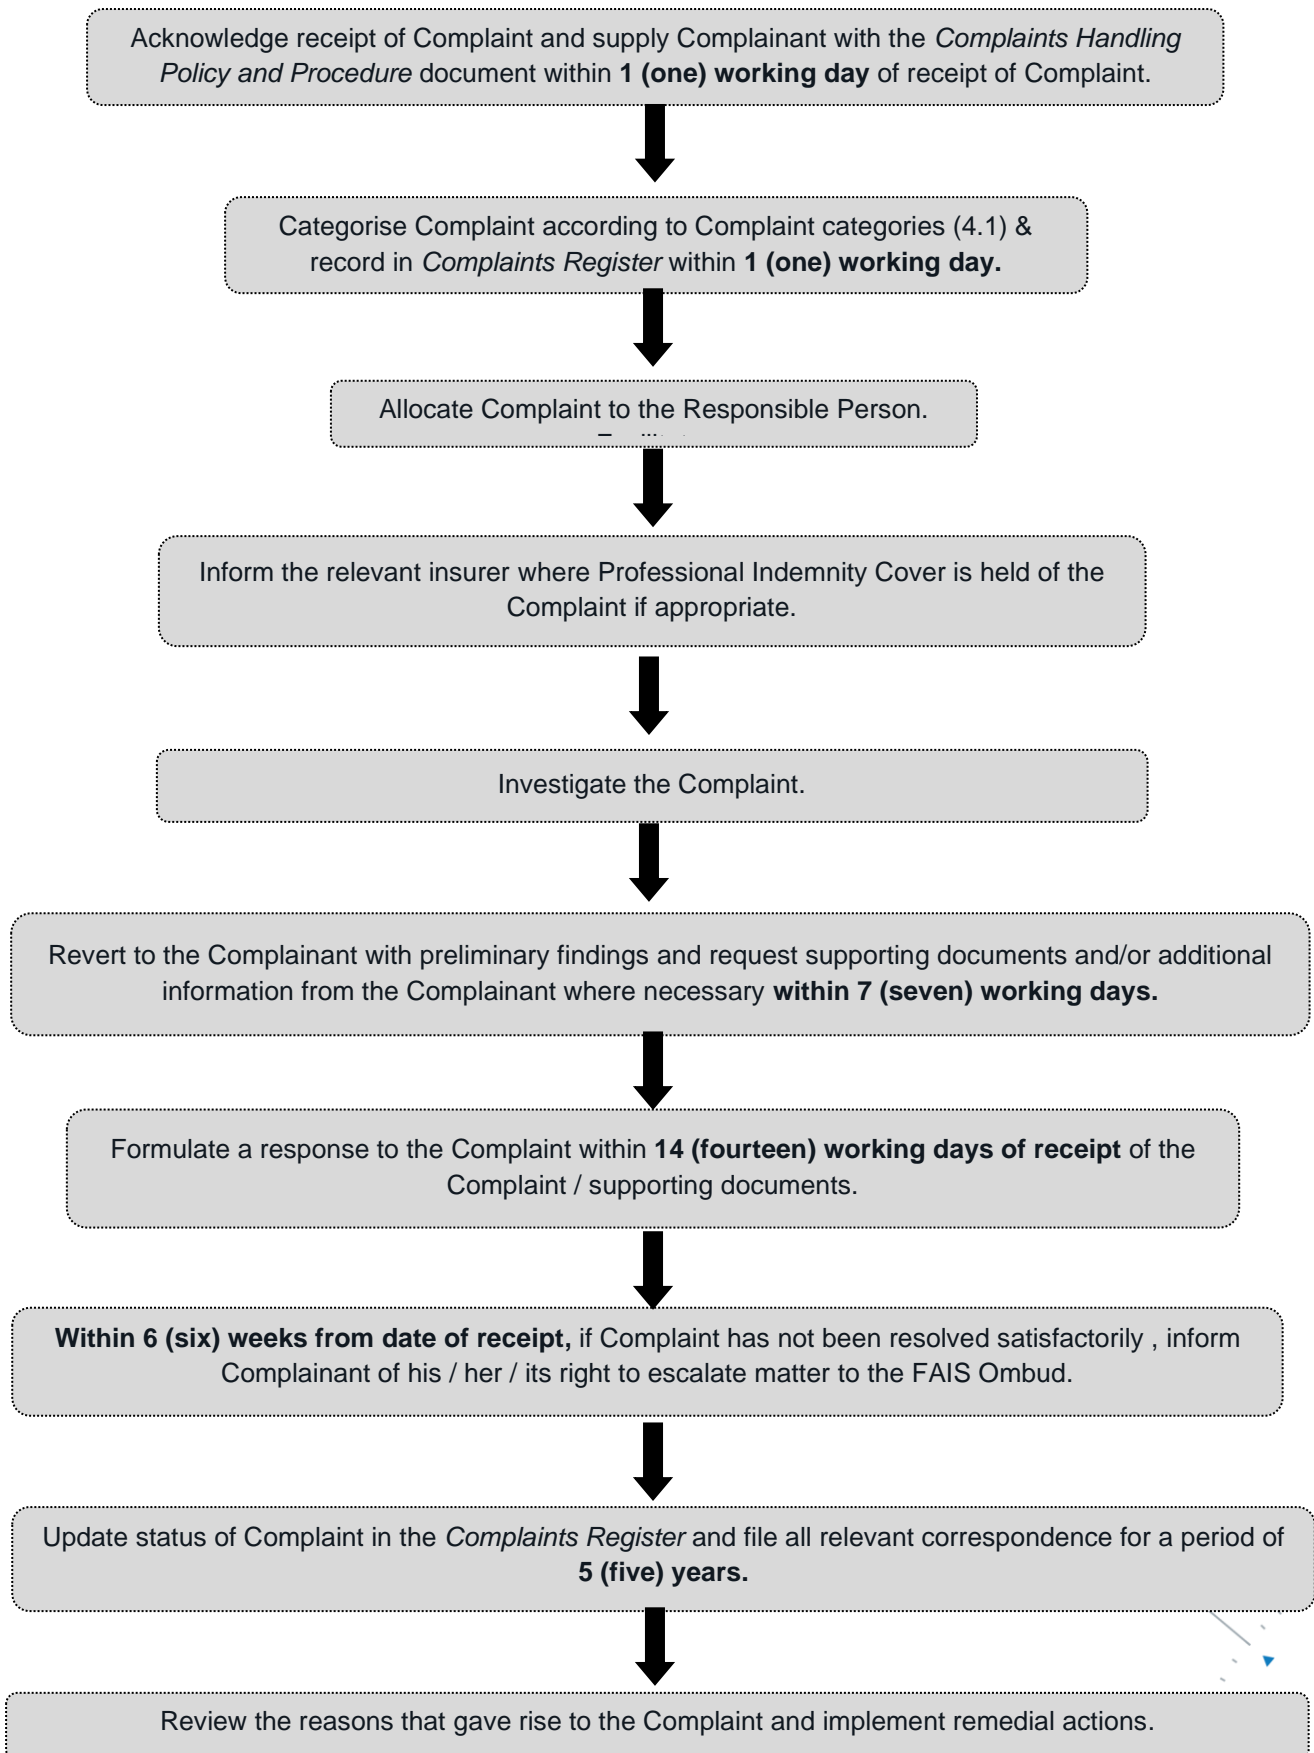 Acknowledge receipt of Complaint and supply Complainant with the Complaints Handling
Policy and Procedure document within 1 (one) working day of receipt of Complaint.
Categorise Complaint according to Complaint categories (4.1) &
record in Complaints Register within 1 (one) working day.
Allocate Complaint to the Responsible Person.
Inform the relevant insurer where Professional Indemnity Cover is held of the
Complaint if appropriate.
Investigate the Complaint.
Revert to the Complainant with preliminary findings and request supporting documents and/or additional
information from the Complainant where necessary within 7 (seven) working days.
Formulate a response to the Complaint within 14 (fourteen) working days of receipt of the
Complaint / supporting documents.
Within 6 (six) weeks from date of receipt, if Complaint has not been resolved satisfactorily , inform
Complainant of his / her / its right to escalate matter to the FAIS Ombud.
Update status of Complaint in the Complaints Register and file all relevant correspondence for a period of
5 (five) years.
Review the reasons that gave rise to the Complaint and implement remedial actions.